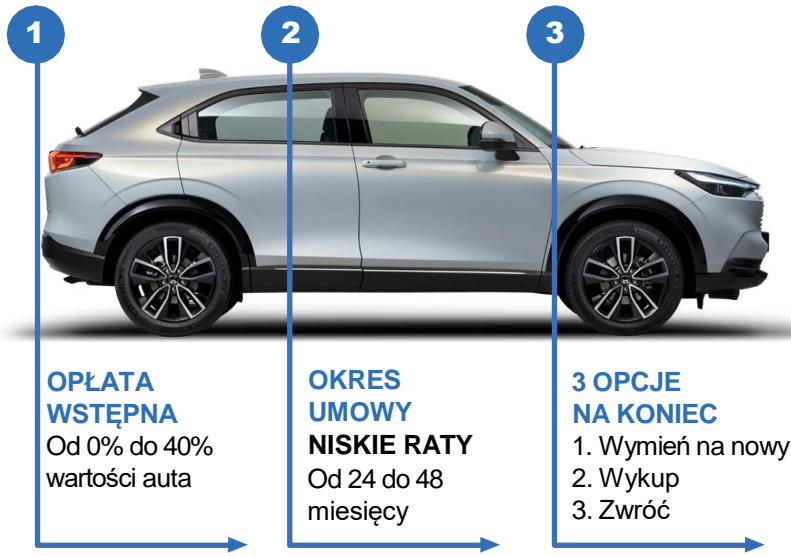 1
2
3
OPŁATA
WSTĘPNA
Od 0% do 40%
wartości auta
OKRES
UMOWY
NISKIE RATY
Od 24 do 48
miesięcy
3 OPCJE
NA KONIEC
1. Wymień na nowy
2. Wykup
3. Zwróć